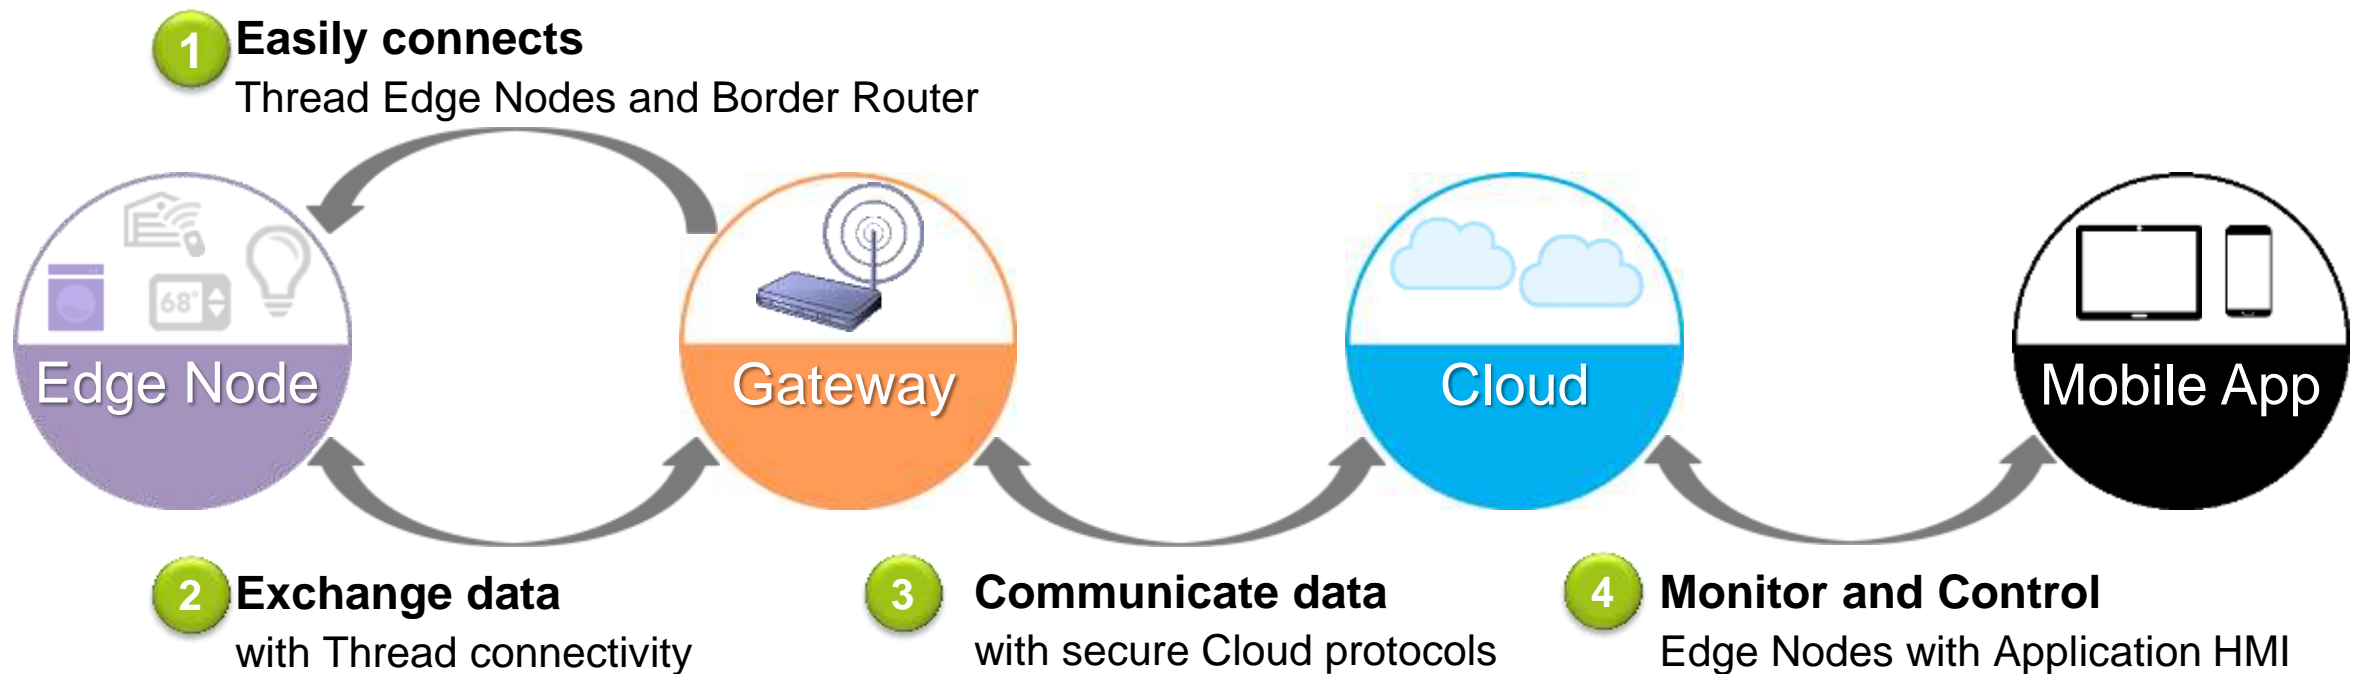 1
Easily connects
Thread Edge Nodes and Border Router
68°
Edge Node
Gateway
Cloud
Mobile App
2
Exchange data
with Thread connectivity
3
Communicate data
with secure Cloud protocols
4
Monitor and Control
Edge Nodes with Application HMI